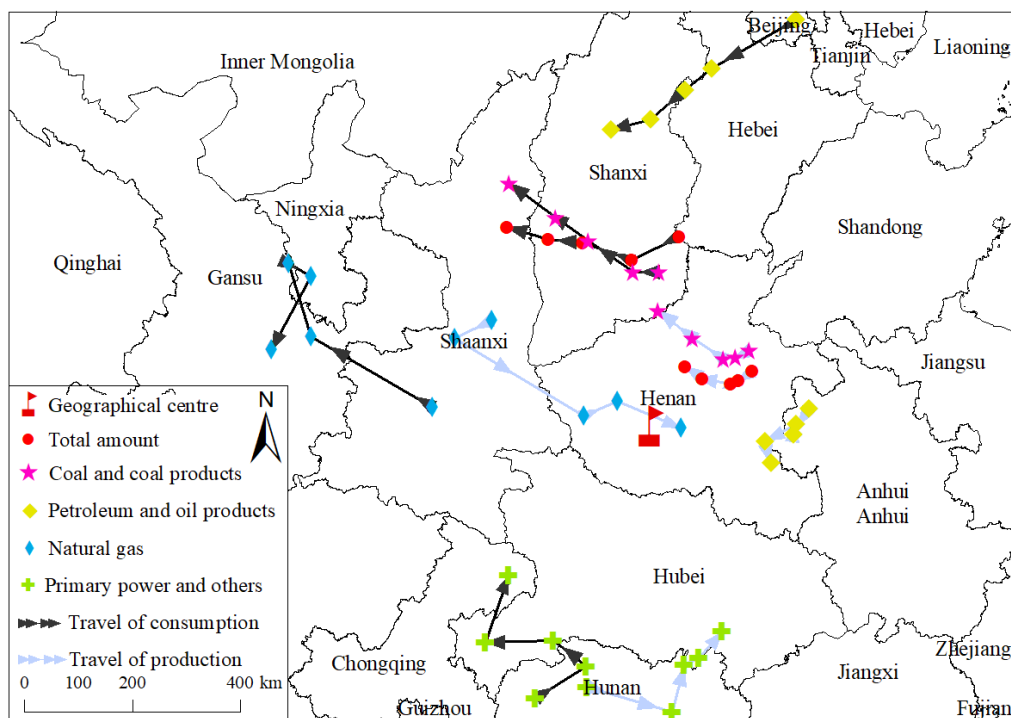 Beijing
Hebei
Liaoning
Tianjin
Inner Mongolia
Hebei
Shanxi
Ningxia
Shandong
Qinghai
Gansu
Shaanxi
Jiangsu
Henan
Anhui
Anhui
Hubei
Zhejiang
Chongqing
Jiangxi
Hunan
Guizhou
Fujian
N
Geographical centre
Total amount
Coal and coal products
Petroleum and oil products
Natural gas
Primary power and others
Travel of consumption
Travel of production
0 100 200 400 km